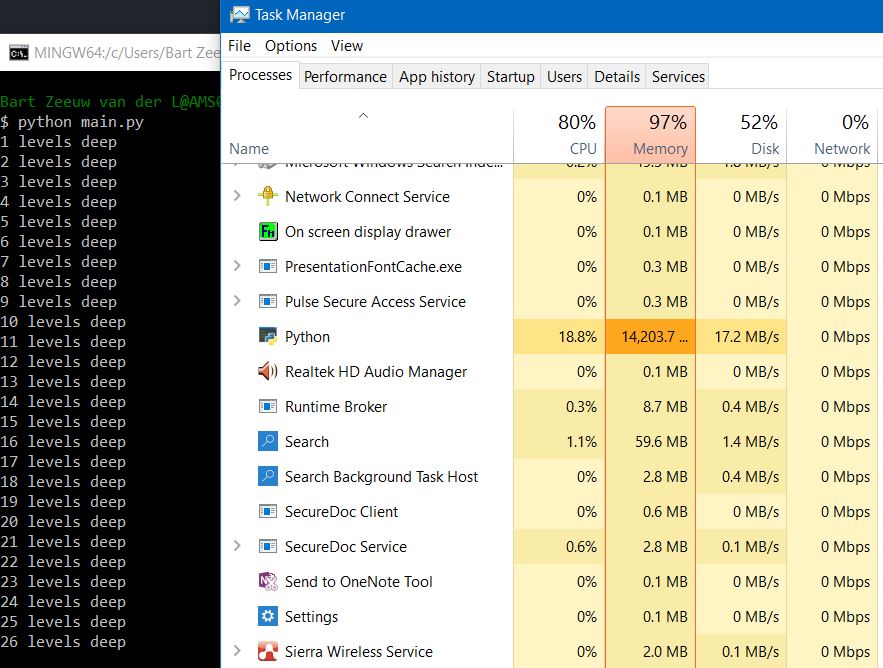 Task Manager
File Options View
MINGW64:/c/Users/Bart Zee
Processes Performance App history Startup Users Details Services
Bart Zeeuw van der L@AMS
$ python main.py
1 levels deep
2 levels deep
3 levels deep
4 levels deep
5 levels deep
6 levels deep
7 levels deep
8 levels deep
9 levels deep
10 levels deep
11 levels deep
12 levels deep
13 levels deep
14 levels deep
15 levels deep
16 levels deep
17 levels deep
18 levels deep
19 levels deep
20 levels deep
21 levels deep
22 levels deep
23 levels deep
24 levels deep
25 levels deep
26 levels deep
80% 97% 52% 0%
Name CPU Memory Disk Network
Microsoft Windows Search Inde... 0.2% 19.5 MB 1.8 MB/s 0 Mbps
Network Connect Service 0% 0.1 MB 0 MB/s 0 Mbps
On screen display drawer 0% 0.1 MB 0 MB/s 0 Mbps
PresentationFontCache.exe 0% 0.3 MB 0 MB/s 0 Mbps
Pulse Secure Access Service 0% 0.3 MB 0 MB/s 0 Mbps
Python 18.8% 14,203.7 ... 17.2 MB/s 0 Mbps
Realtek HD Audio Manager 0% 0.1 MB 0 MB/s 0 Mbps
Runtime Broker 0.3% 8.7 MB 0.4 MB/s 0 Mbps
Search 1.1% 59.6 MB 1.4 MB/s 0 Mbps
Search Background Task Host 0% 2.8 MB 0.4 MB/s 0 Mbps
SecureDoc Client 0% 0.6 MB 0 MB/s 0 Mbps
SecureDoc Service 0.6% 2.8 MB 0.1 MB/s 0 Mbps
Send to OneNote Tool 0% 0.1 MB 0 MB/s 0 Mbps
Settings 0% 0.1 MB 0 MB/s 0 Mbps
Sierra Wireless Service 0% 2.0 MB 0.1 MB/s 0 Mbps